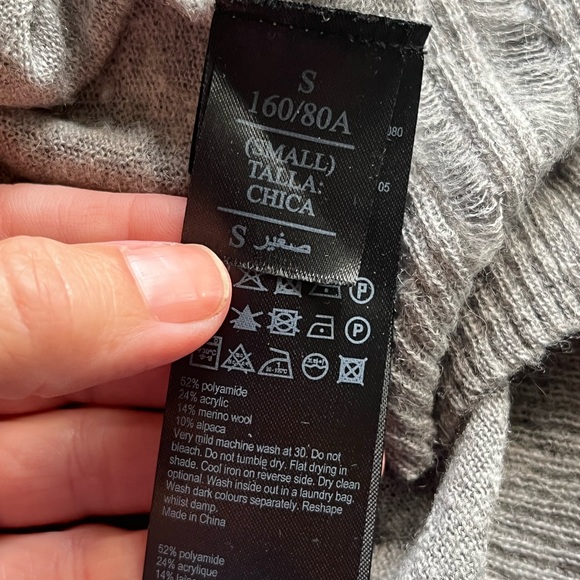 S
160/80A
(SMALL)
TALLA:
CHICA
S صغير
080
05
P
P
52% polyamide
24% acrylic
14% merino wool
10% alpaca
Very mild machine wash at 30. Do not
bleach. Do not tumble dry. Flat drying in
shade. Cool iron on reverse side. Dry clean
optional. Wash inside out in a laundry bag.
Wash dark colours separately. Reshape
whilst damp.
Made in China
52% polyamide
24% acrylique